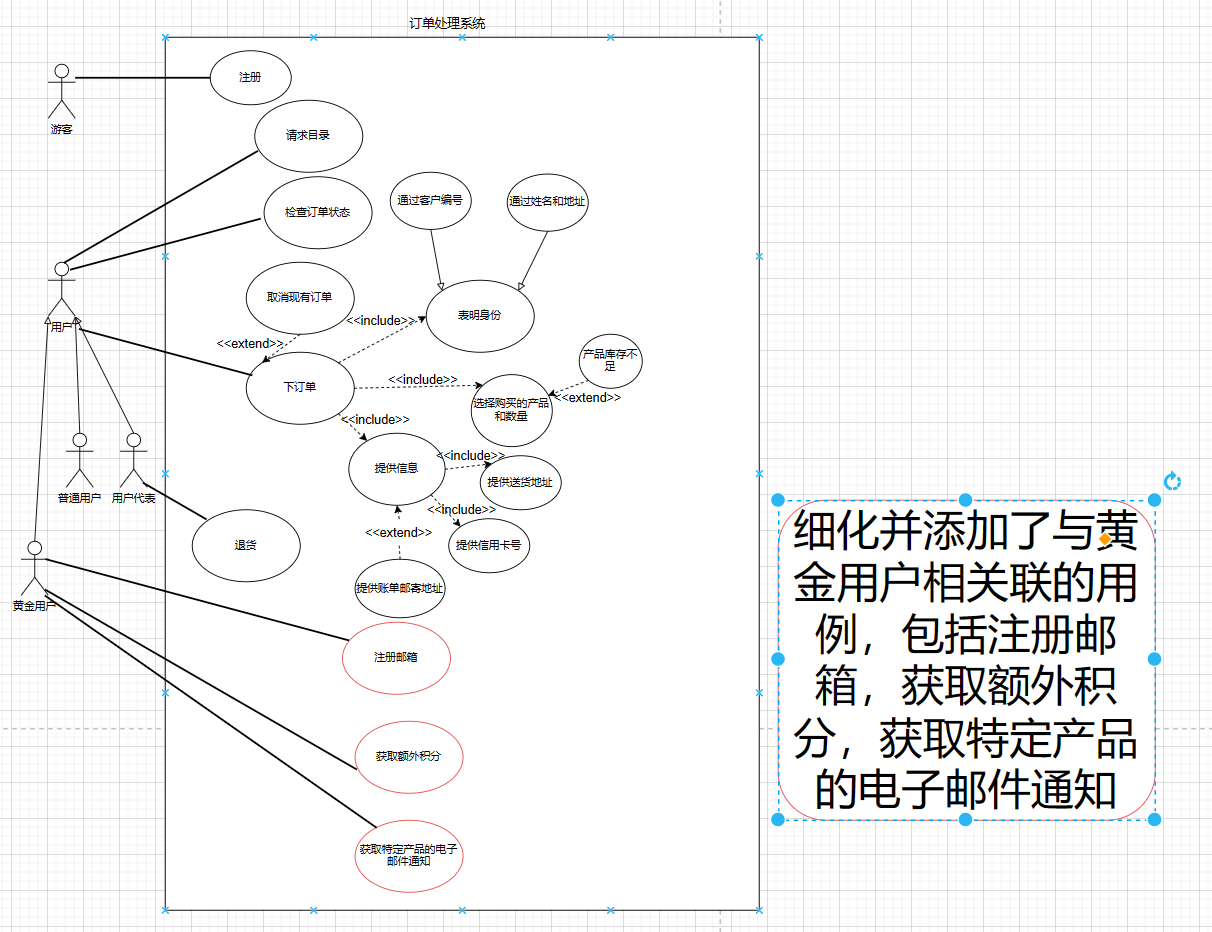 订单处理系统
注册
游客
请求目录
通过客户编号
通过姓名和地址
检查订单状态
取消现有订单
<<include>>
表明身份
用户
<<extend>>
产品库存不
足
下订单
<<include>>
<<extend>>
选择购买的产品
和数量
<<include>>
<<include>>
提供信息
提供送货地址
普通用户
用户代表
<<include>>
<<extend>>
退货
提供信用卡号
提供账单邮寄地址
黄金用户
注册邮箱
获取额外积分
获取特定产品的电子
邮件通知
细化并添加了与黄
金用户相关联的用
例，包括注册邮
箱，获取额外积
分，获取特定产品
的电子邮件通知